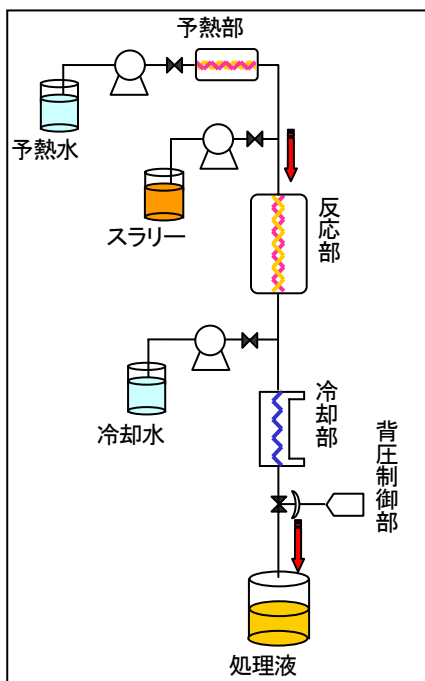 予熱部
予熱水
スラリー
反応部
冷却水
冷却部
背圧制御部
処理液